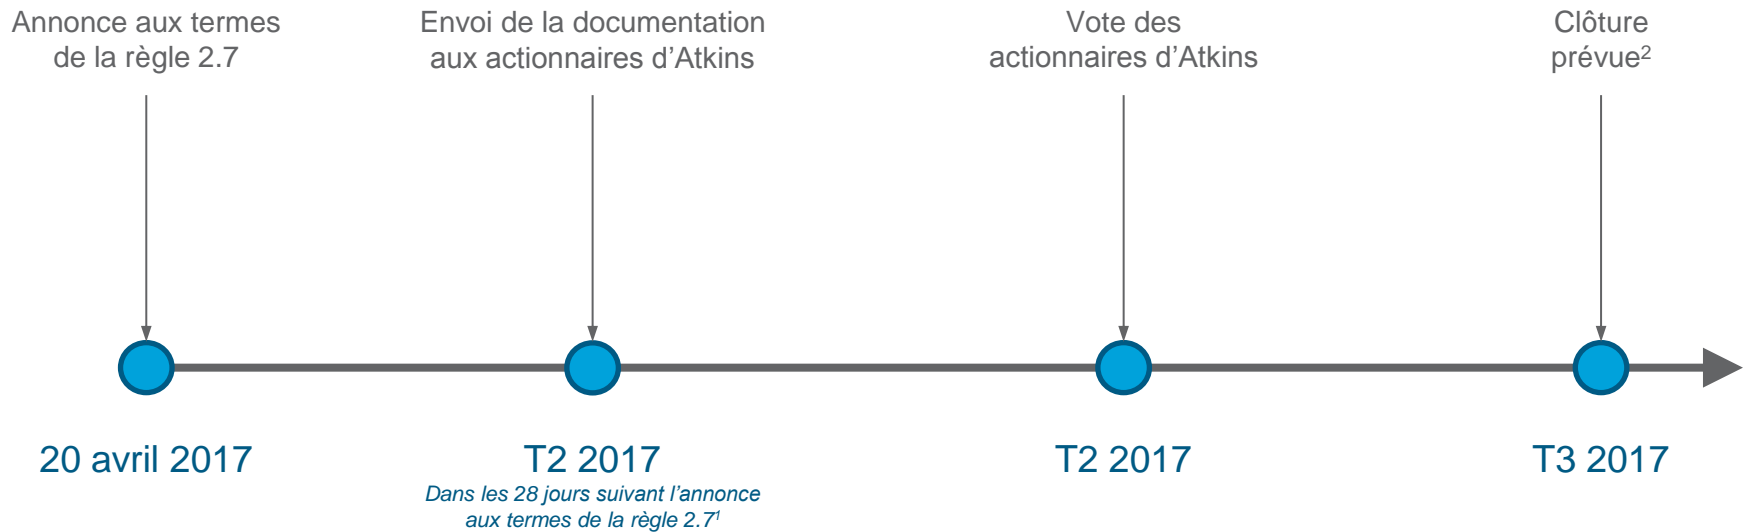 Annonce aux termes
de la règle 2.7
Envoi de la documentation
aux actionnaires d’Atkins
Vote des
actionnaires d’Atkins
Clôture
prévue²
20 avril 2017
T2 2017
Dans les 28 jours suivant l’annonce
aux termes de la règle 2.7¹
T2 2017
T3 2017